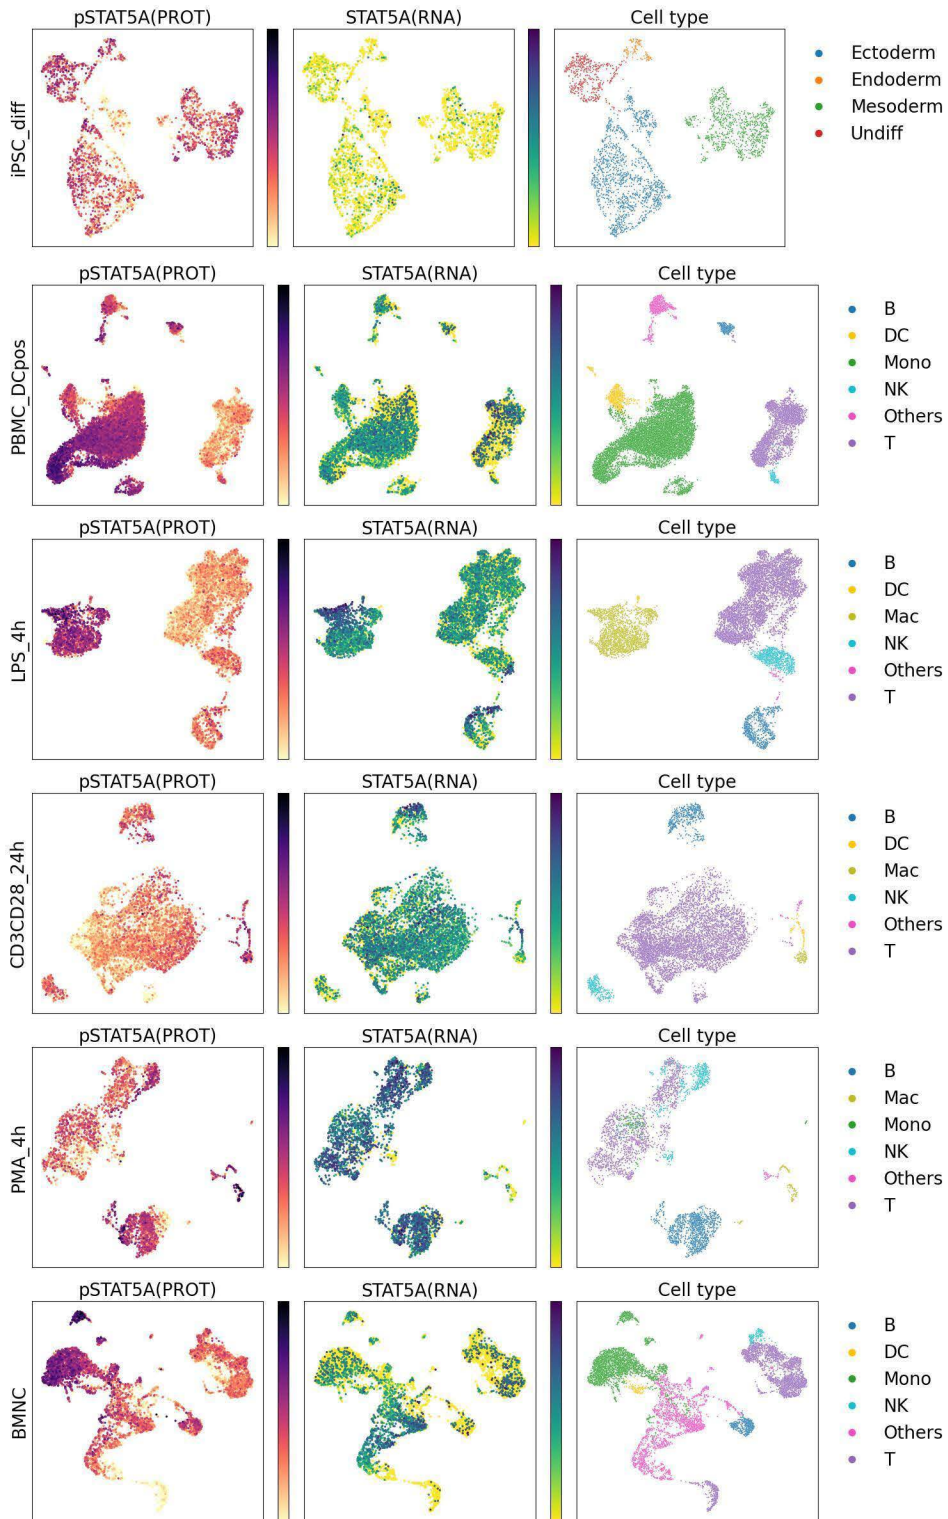 pSTAT5A(PROT) STAT5A(RNA) Cell type
iPSC_diff
Ectoderm
Endoderm
Mesoderm
Undiff
pSTAT5A(PROT) STAT5A(RNA) Cell type
PBMC_DCpos
B
DC
Mono
NK
Others
T
pSTAT5A(PROT) STAT5A(RNA) Cell type
LPS_4h
B
DC
Mac
NK
Others
T
pSTAT5A(PROT) STAT5A(RNA) Cell type
CD3CD28_24h
B
DC
Mac
NK
Others
T
pSTAT5A(PROT) STAT5A(RNA) Cell type
PMA_4h
B
Mac
Mono
NK
Others
T
pSTAT5A(PROT) STAT5A(RNA) Cell type
BMNC
B
DC
Mono
NK
Others
T